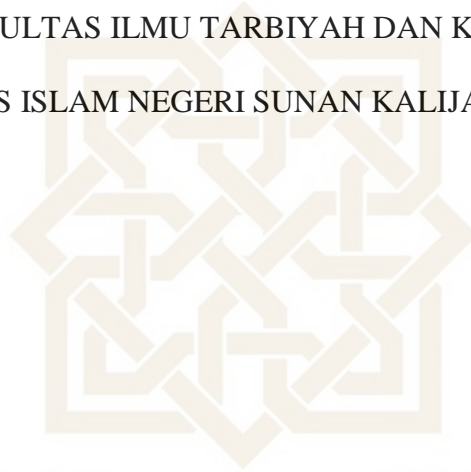 ULTAS ILMU TARBIYAH DAN K
S ISLAM NEGERI SUNAN KALIJA